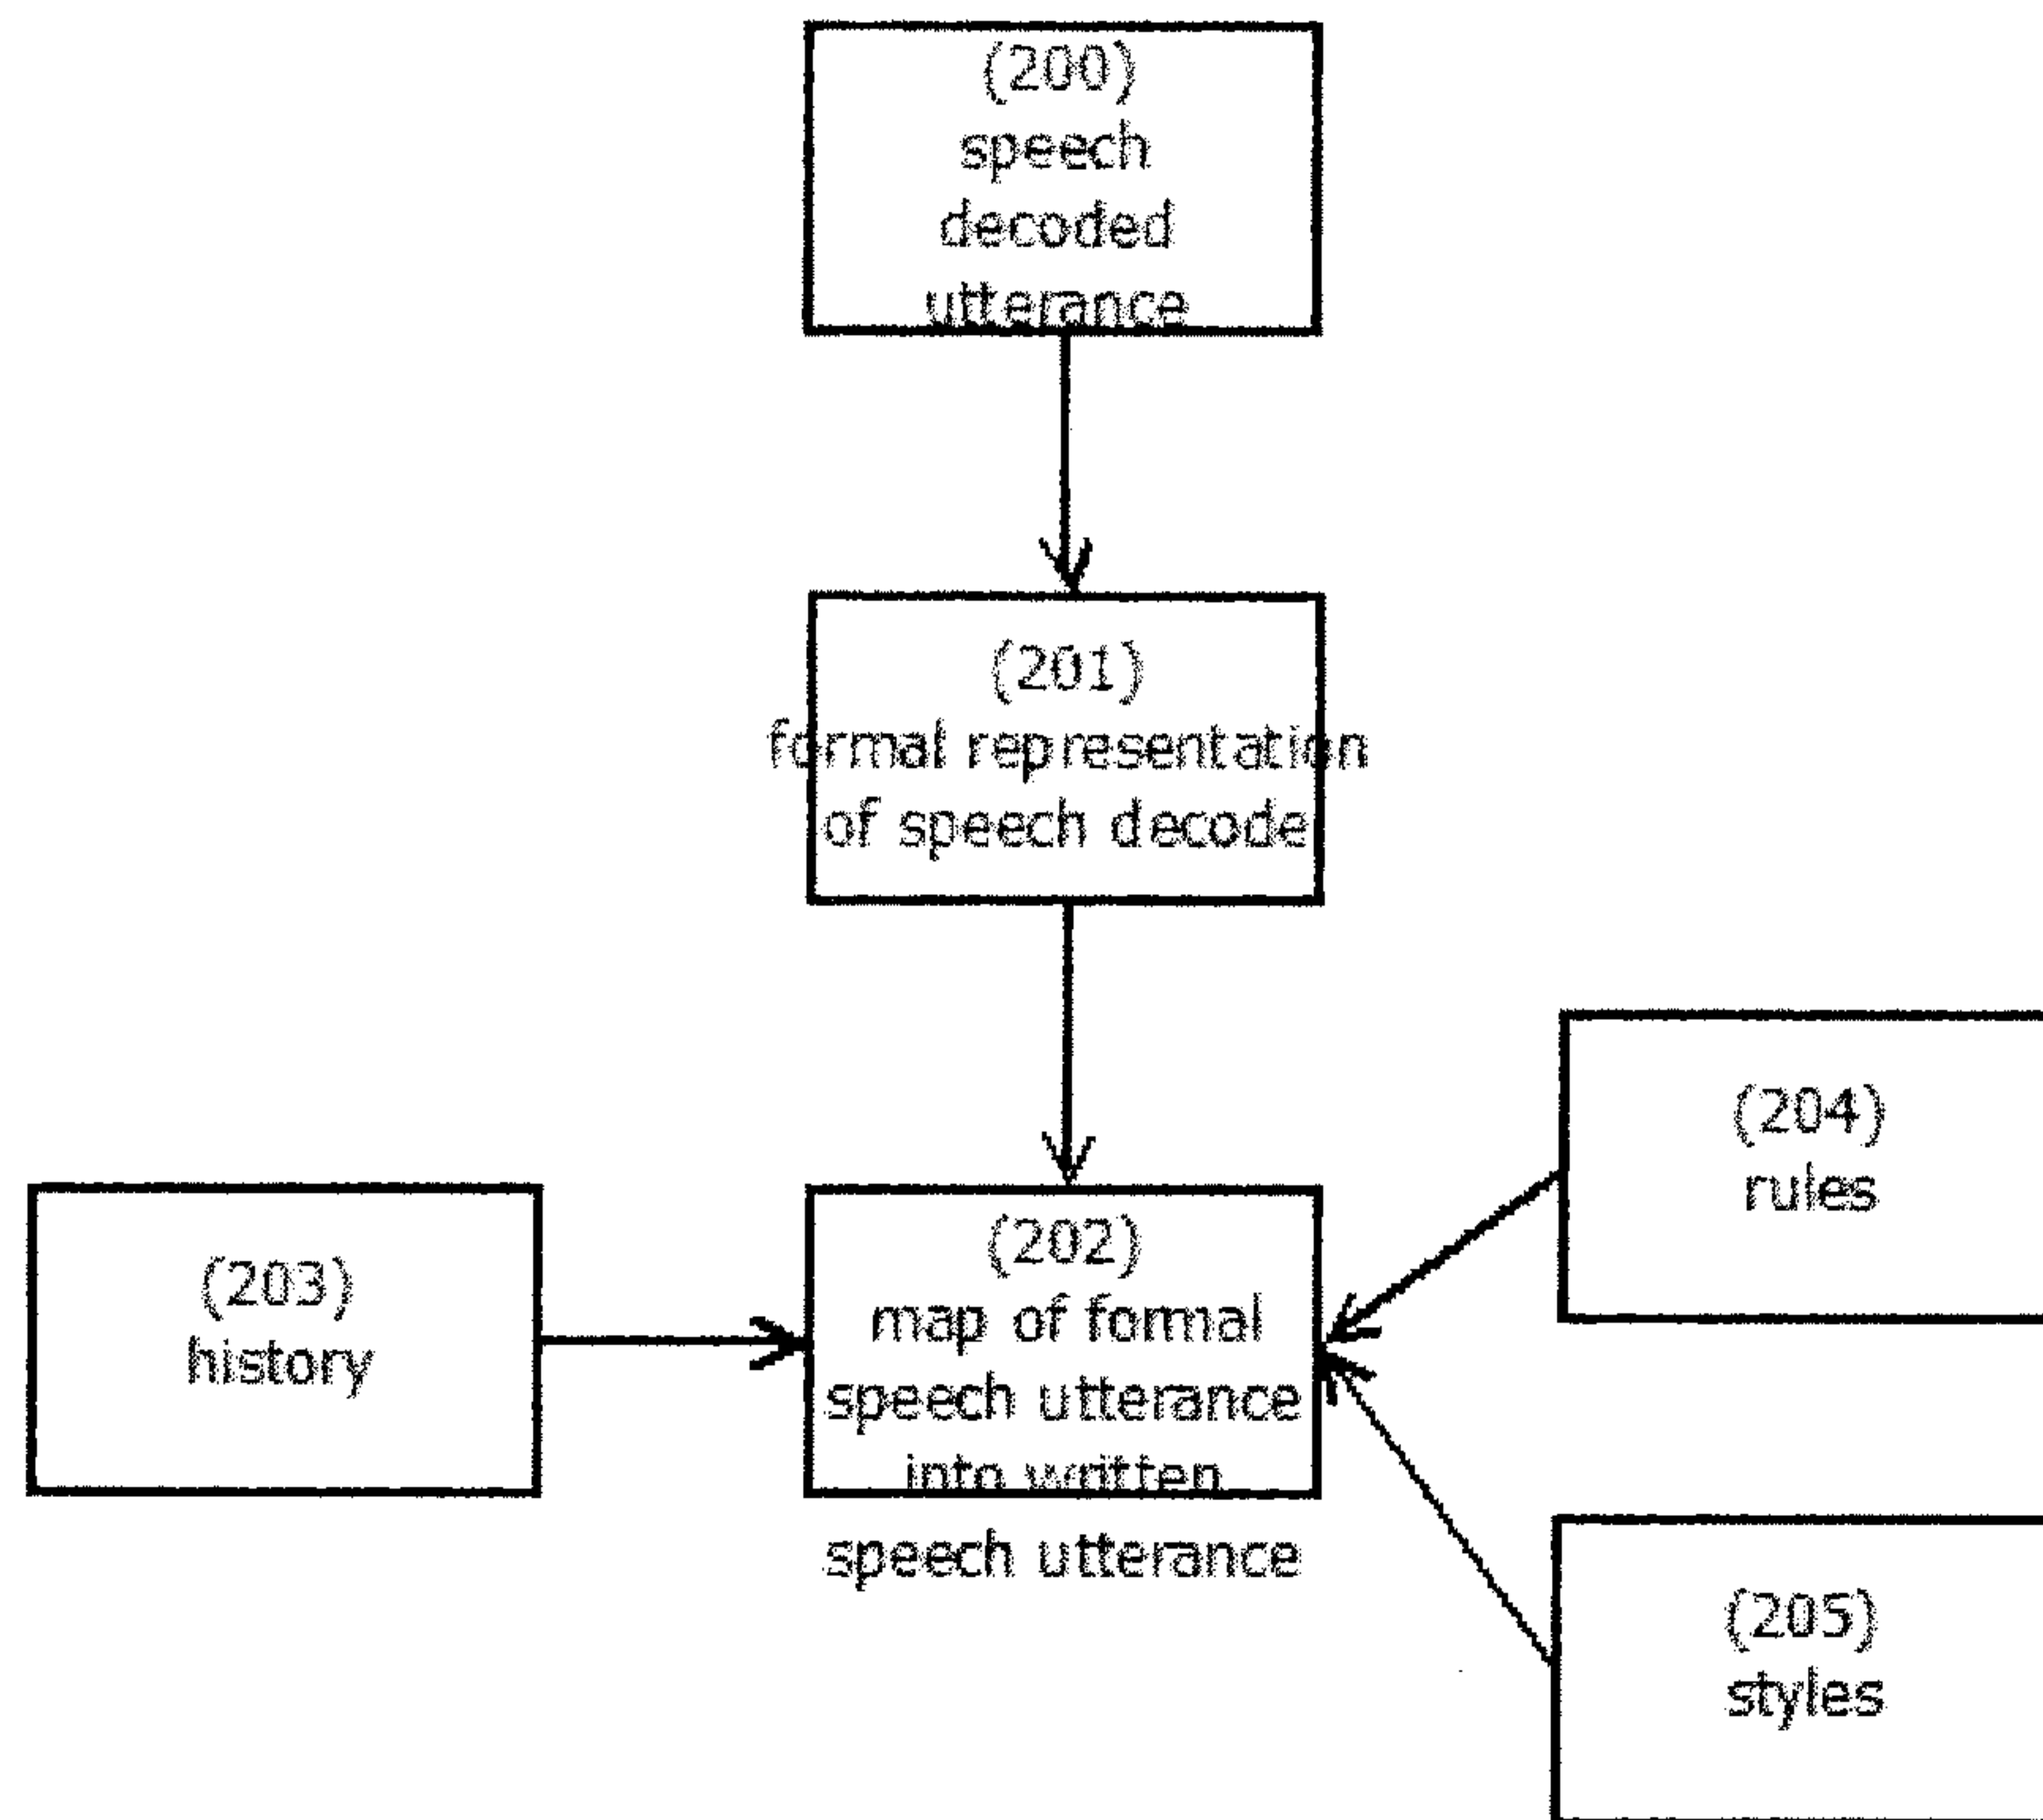 (200)
speech
decoded
utterance
(201)
formal representation
of speech decode
(204)
rules
(203)
history
(202)
map of formal
speech utterance
into written
speech utterance
(205)
styles